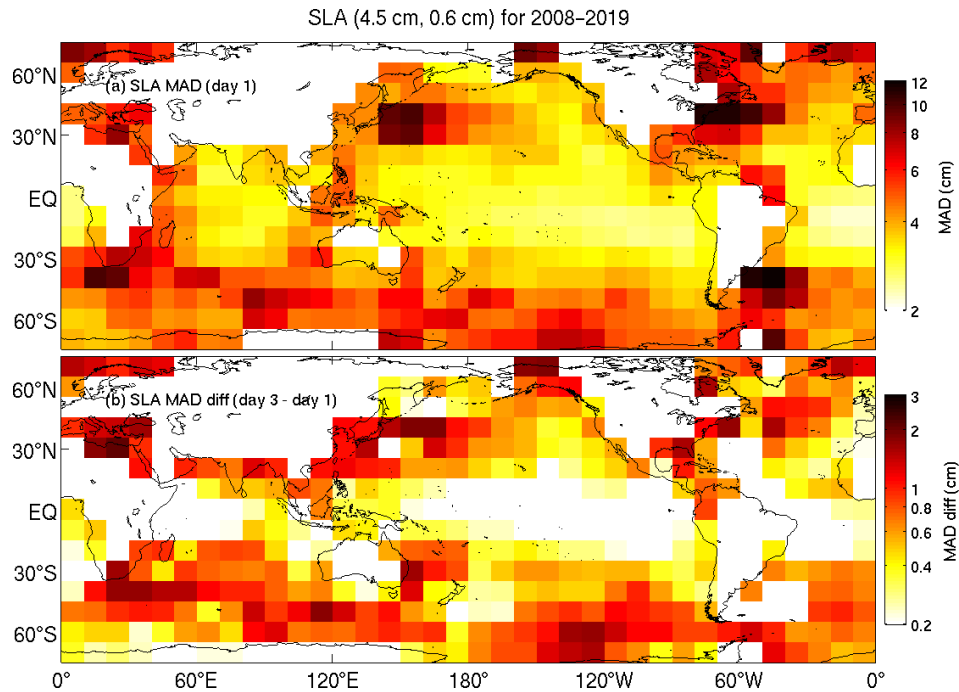 SLA (4.5 cm, 0.6 cm) for 2008–2019
60°N
(a) SLA MAD (day 1)
30°N
EQ
30°S
60°S
12
10
8
6
4
2
MAD (cm)
60°N
(b) SLA MAD diff (day 3 - day 1)
30°N
EQ
30°S
60°S
3
2
1
0.8
0.6
0.4
0.2
MAD diff (cm)
0° 60°E 120°E 180° 120°W 60°W 0°